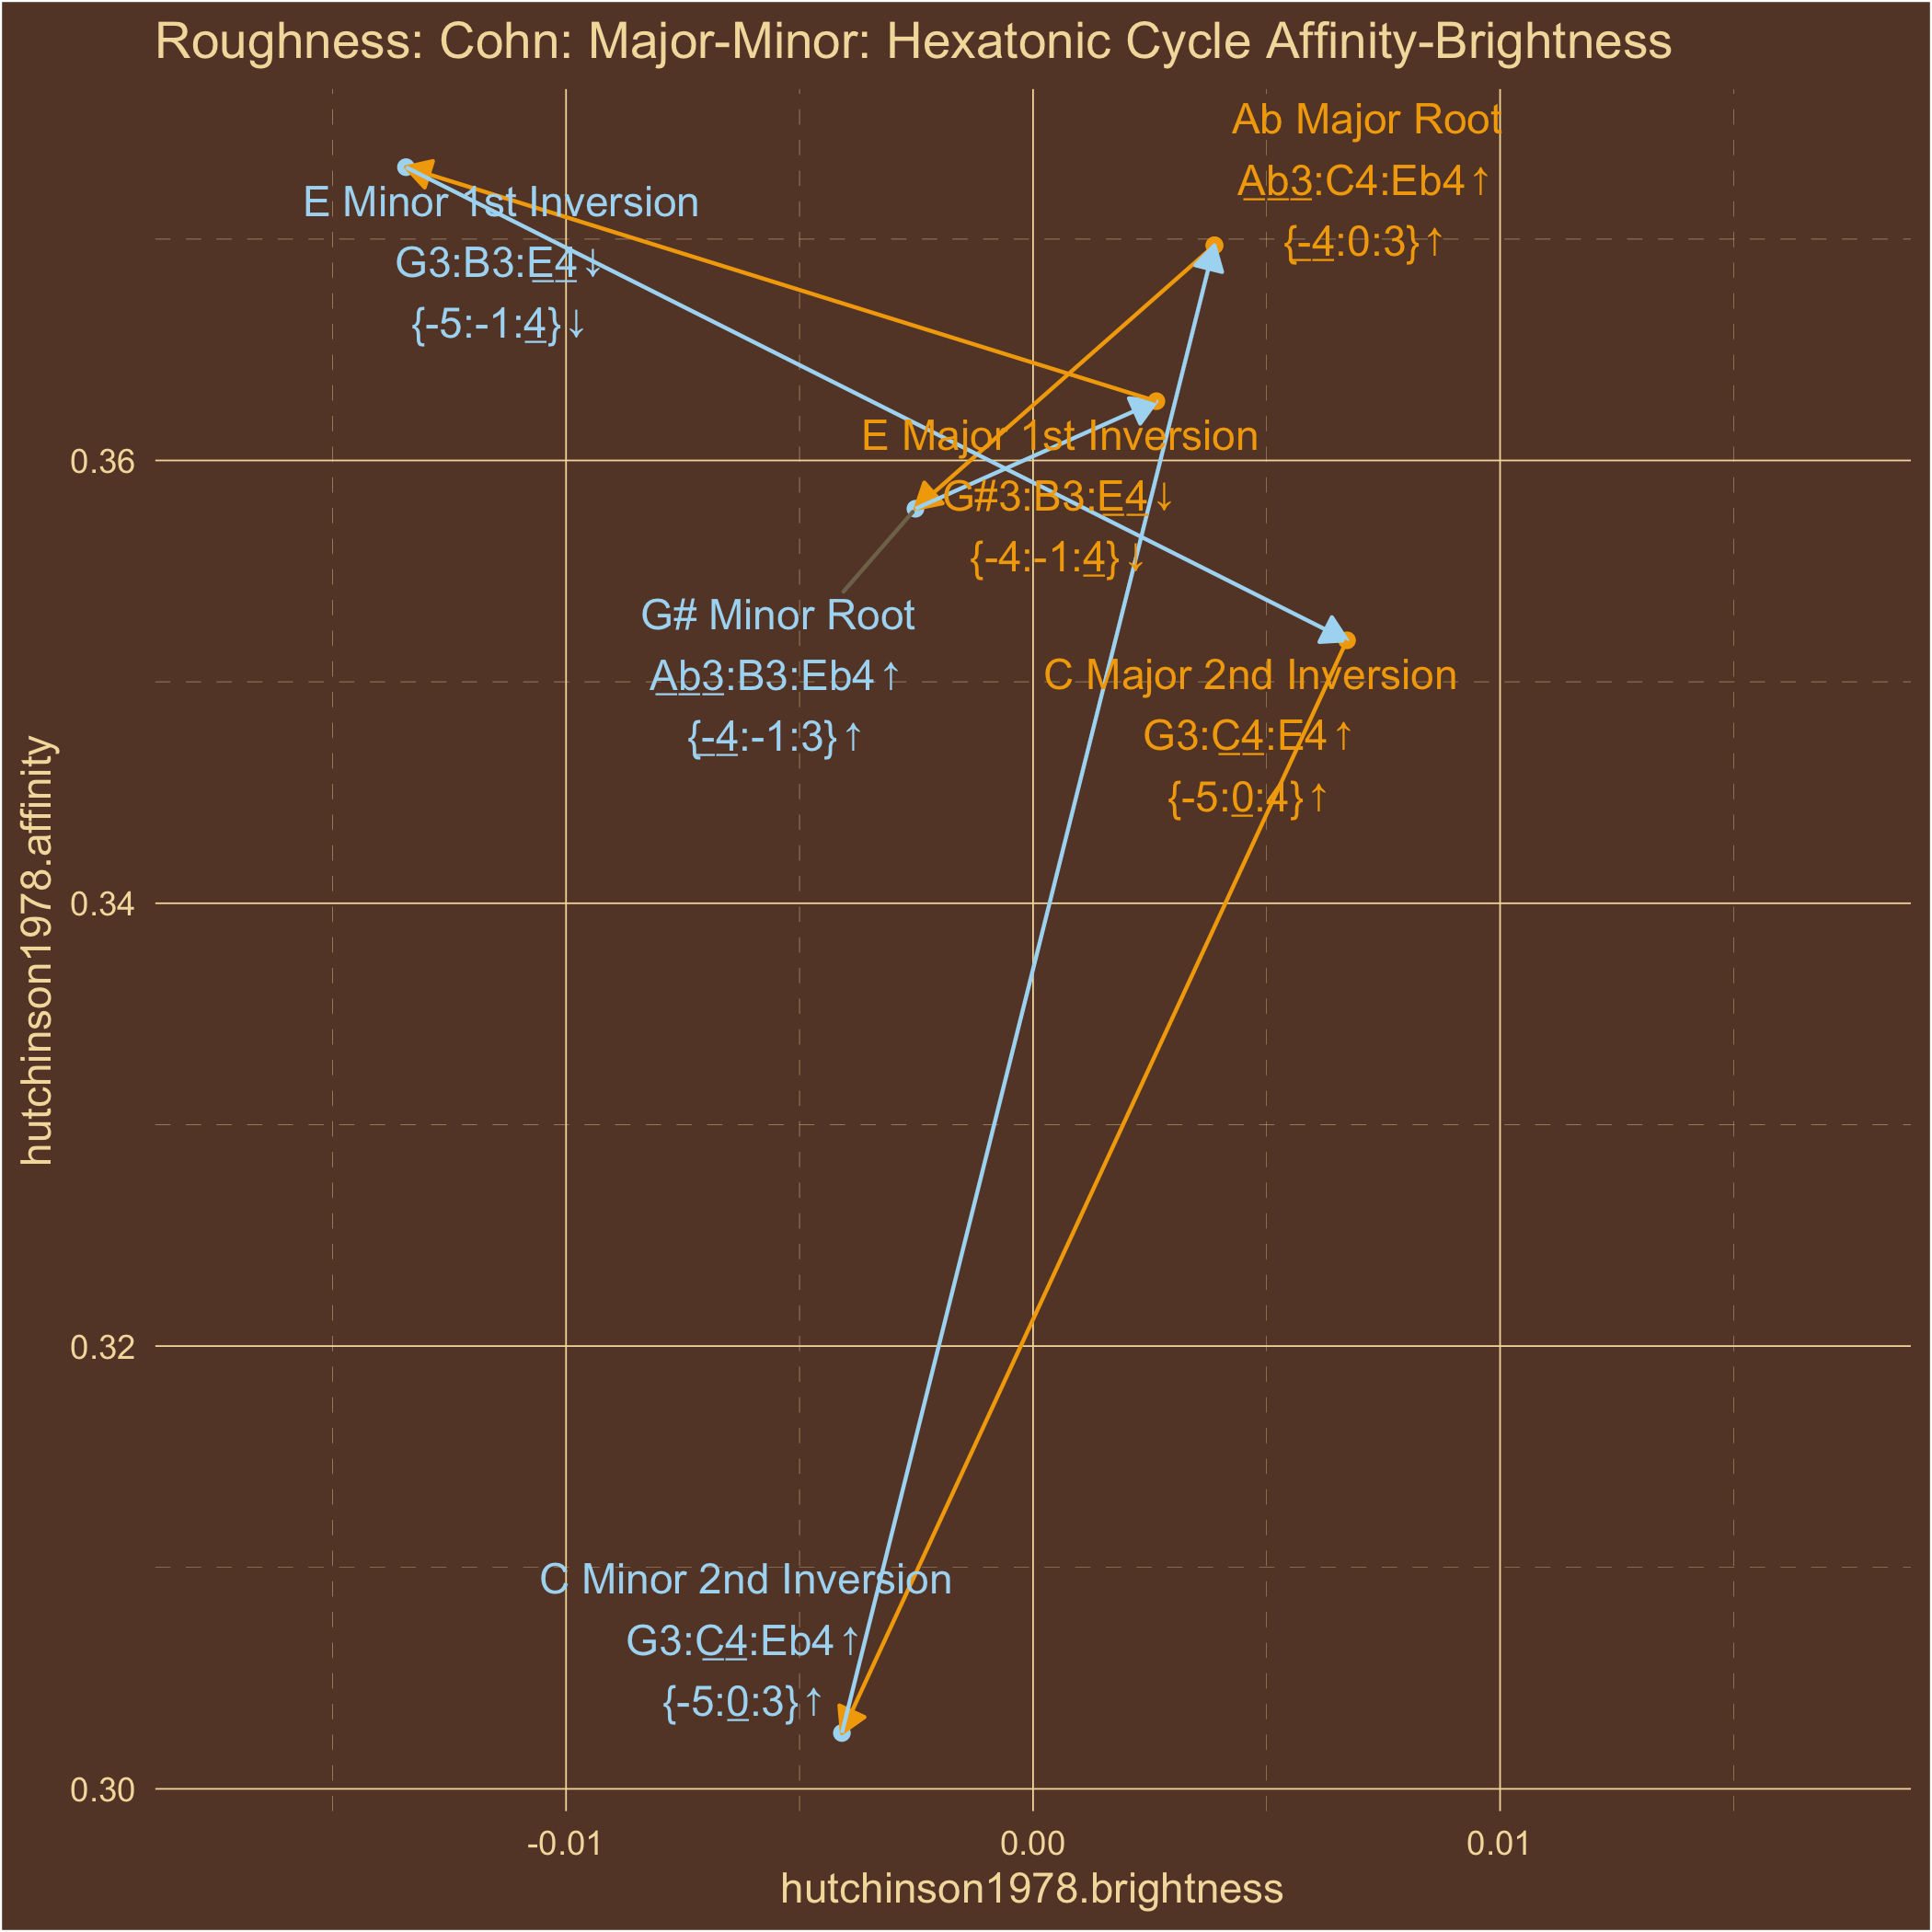 Roughness: Cohn: Major-Minor: Hexatonic Cycle Affinity-Brightness
Ab Major Root
Ab3:C4:Eb4↑
{-4:0:3}↑
E Minor 1st Inversion
G3:B3:E4↓
{-5:-1:4}↓
E Major 1st Inversion
G#3:B3:E4↓
{-4:-1:4}↓
G# Minor Root
Ab3:B3:Eb4↑
{-4:-1:3}↑
C Major 2nd Inversion
G3:C4:E4↑
{-5:0:4}↑
C Minor 2nd Inversion
G3:C4:Eb4↑
{-5:0:3}↑
hutchinson1978.affinity
0.36
0.34
0.32
0.30
-0.01
0.00
0.01
hutchinson1978.brightness